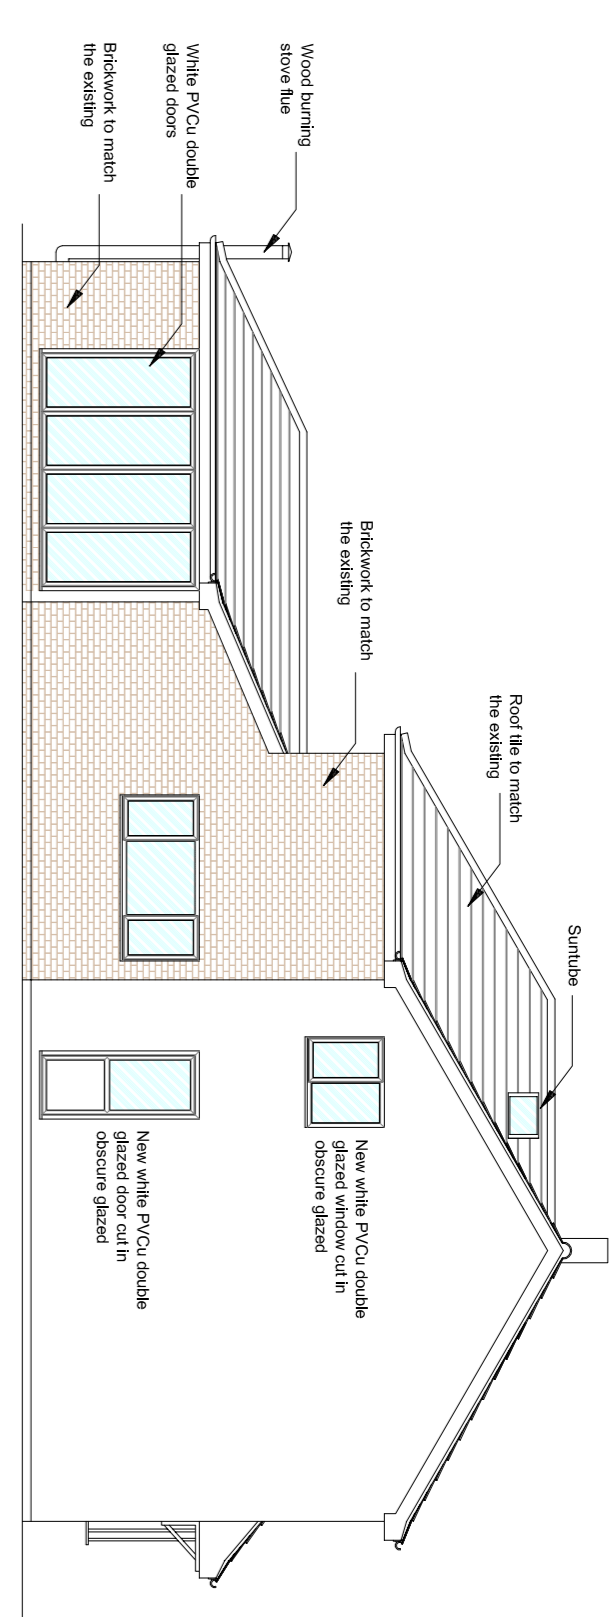 Wood burning
stove flue
White PVCu double
glazed doors
Brickwork to match
the existing
Brickwork to match
the existing
Roof tile to match
the existing
Suntube
New white PVCu double
glazed window cut in
obscure glazed
New white PVCu double
glazed door cut in
obscure glazed